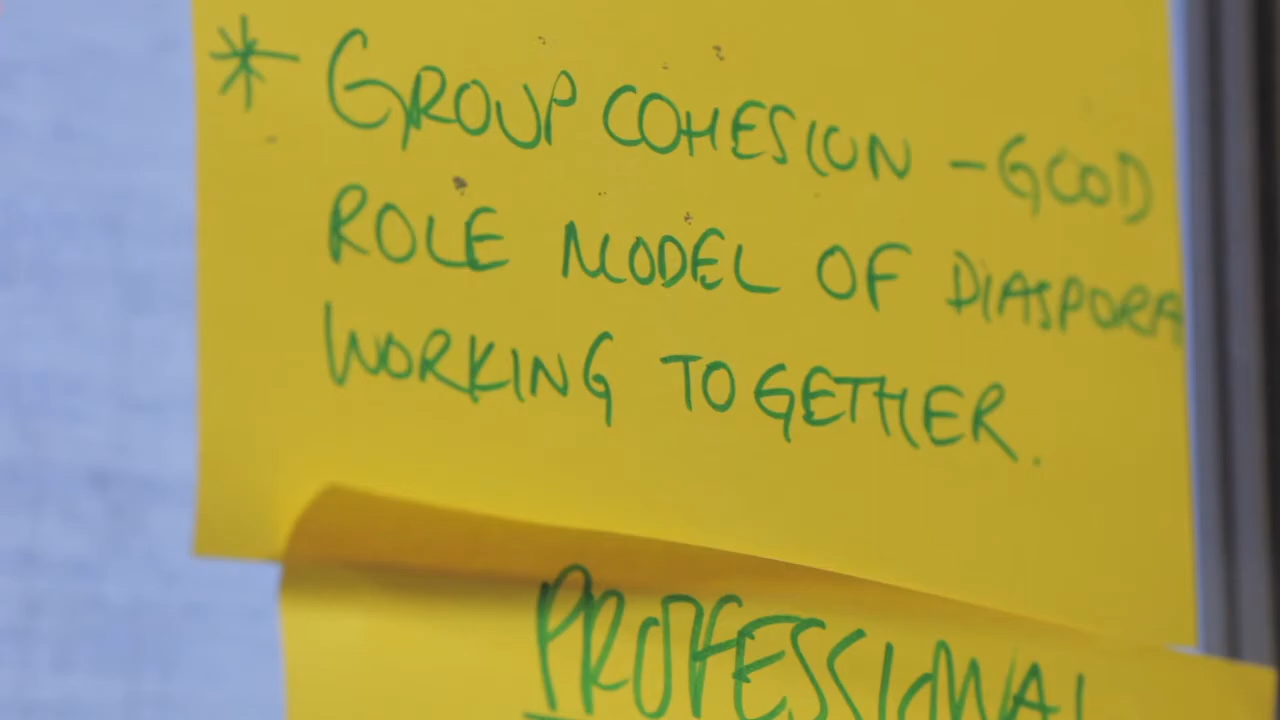 * GROUP COHESION - GOOD
ROLE MODEL OF DIASPORA
WORKING TOGETHER.
PROFESSIONAL